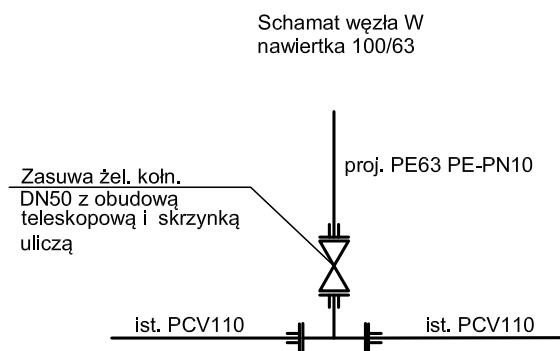 Schamat węzła W
nawiertka 100/63
proj. PE63 PE-PN10
Zasuwa żel. kołn.
DN50 z obudową
teleskopową i skrzynką
uliczą
ist. PCV110
ist. PCV110